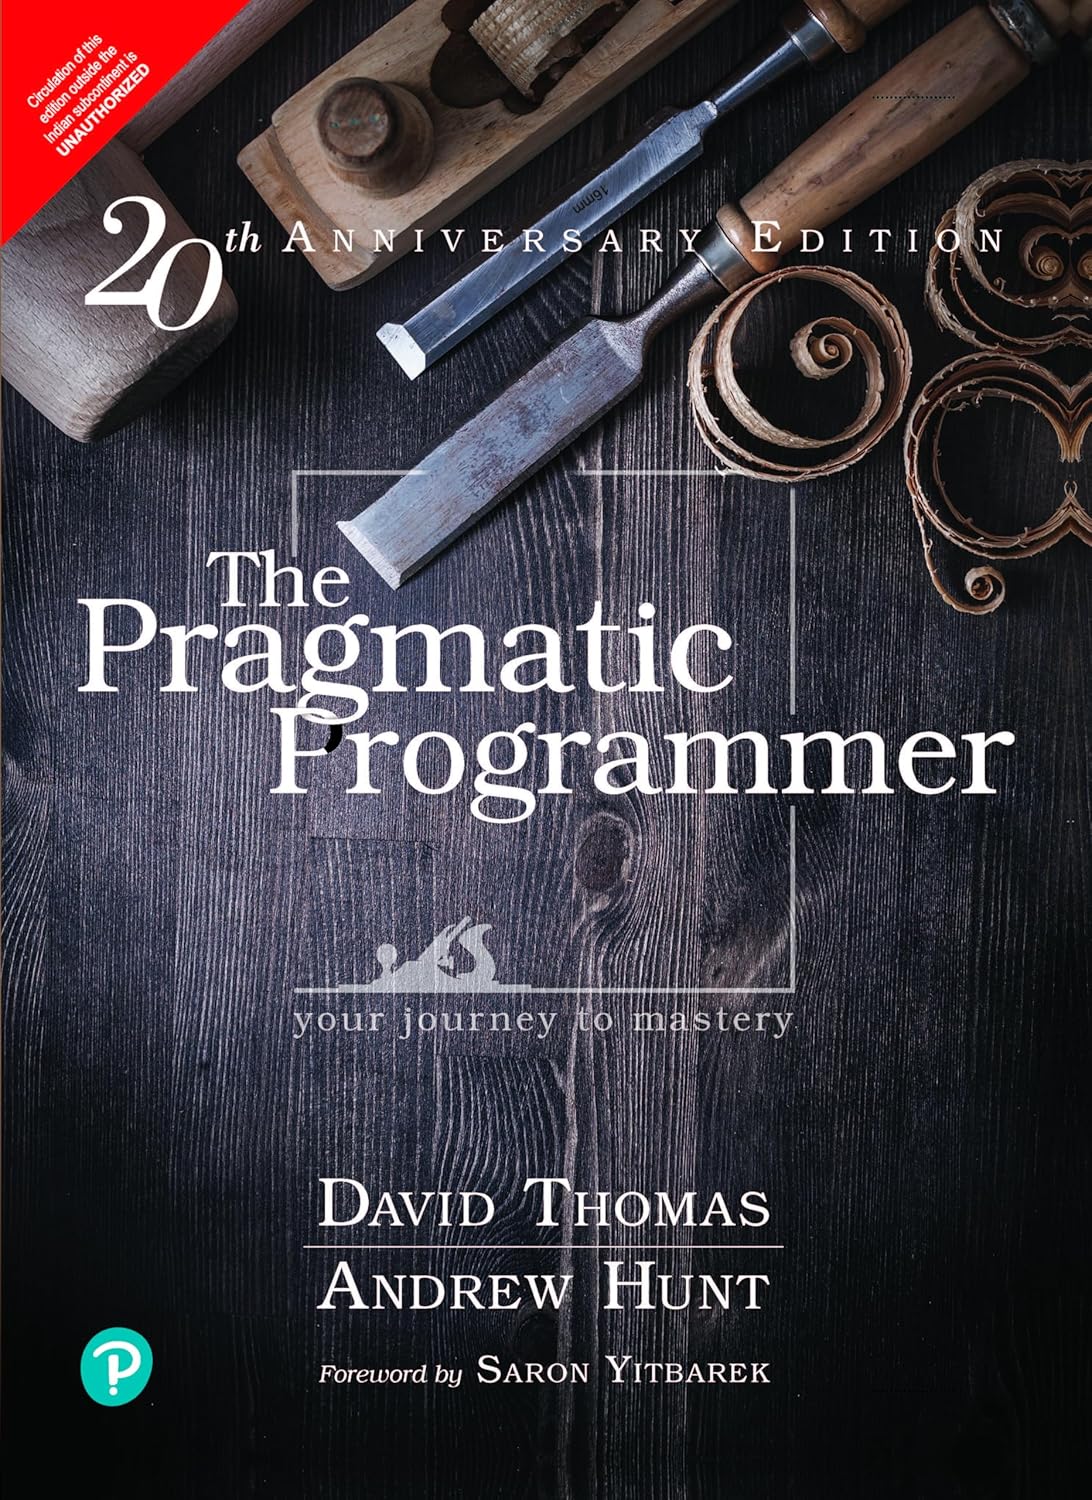 Circulation of this
edition outside the
Indian subcontinent is
UNAUTHORIZED
20th ANNIVERSARY EDITION
16mm
The
Pragmatic
Programmer
your journey to mastery
DAVID THOMAS
ANDREW HUNT
Foreword by SARON YITBAREK
P